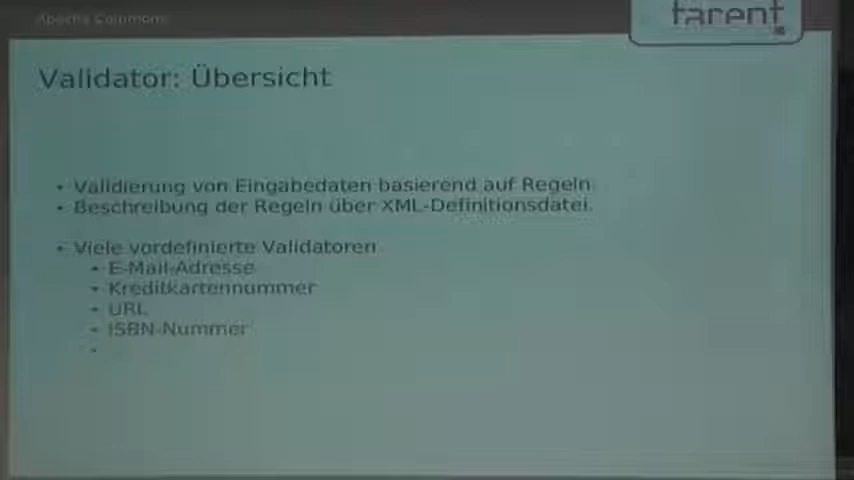 Apache Commons
tarent
Validator: Übersicht
• Validierung von Eingabedaten basierend auf Regeln.
• Beschreibung der Regeln über XML-Definitionsdatei.
• Viele vordefinierte Validatoren
• E-Mail-Adresse
• Kreditkartennummer
• URL
• ISBN-Nummer
•